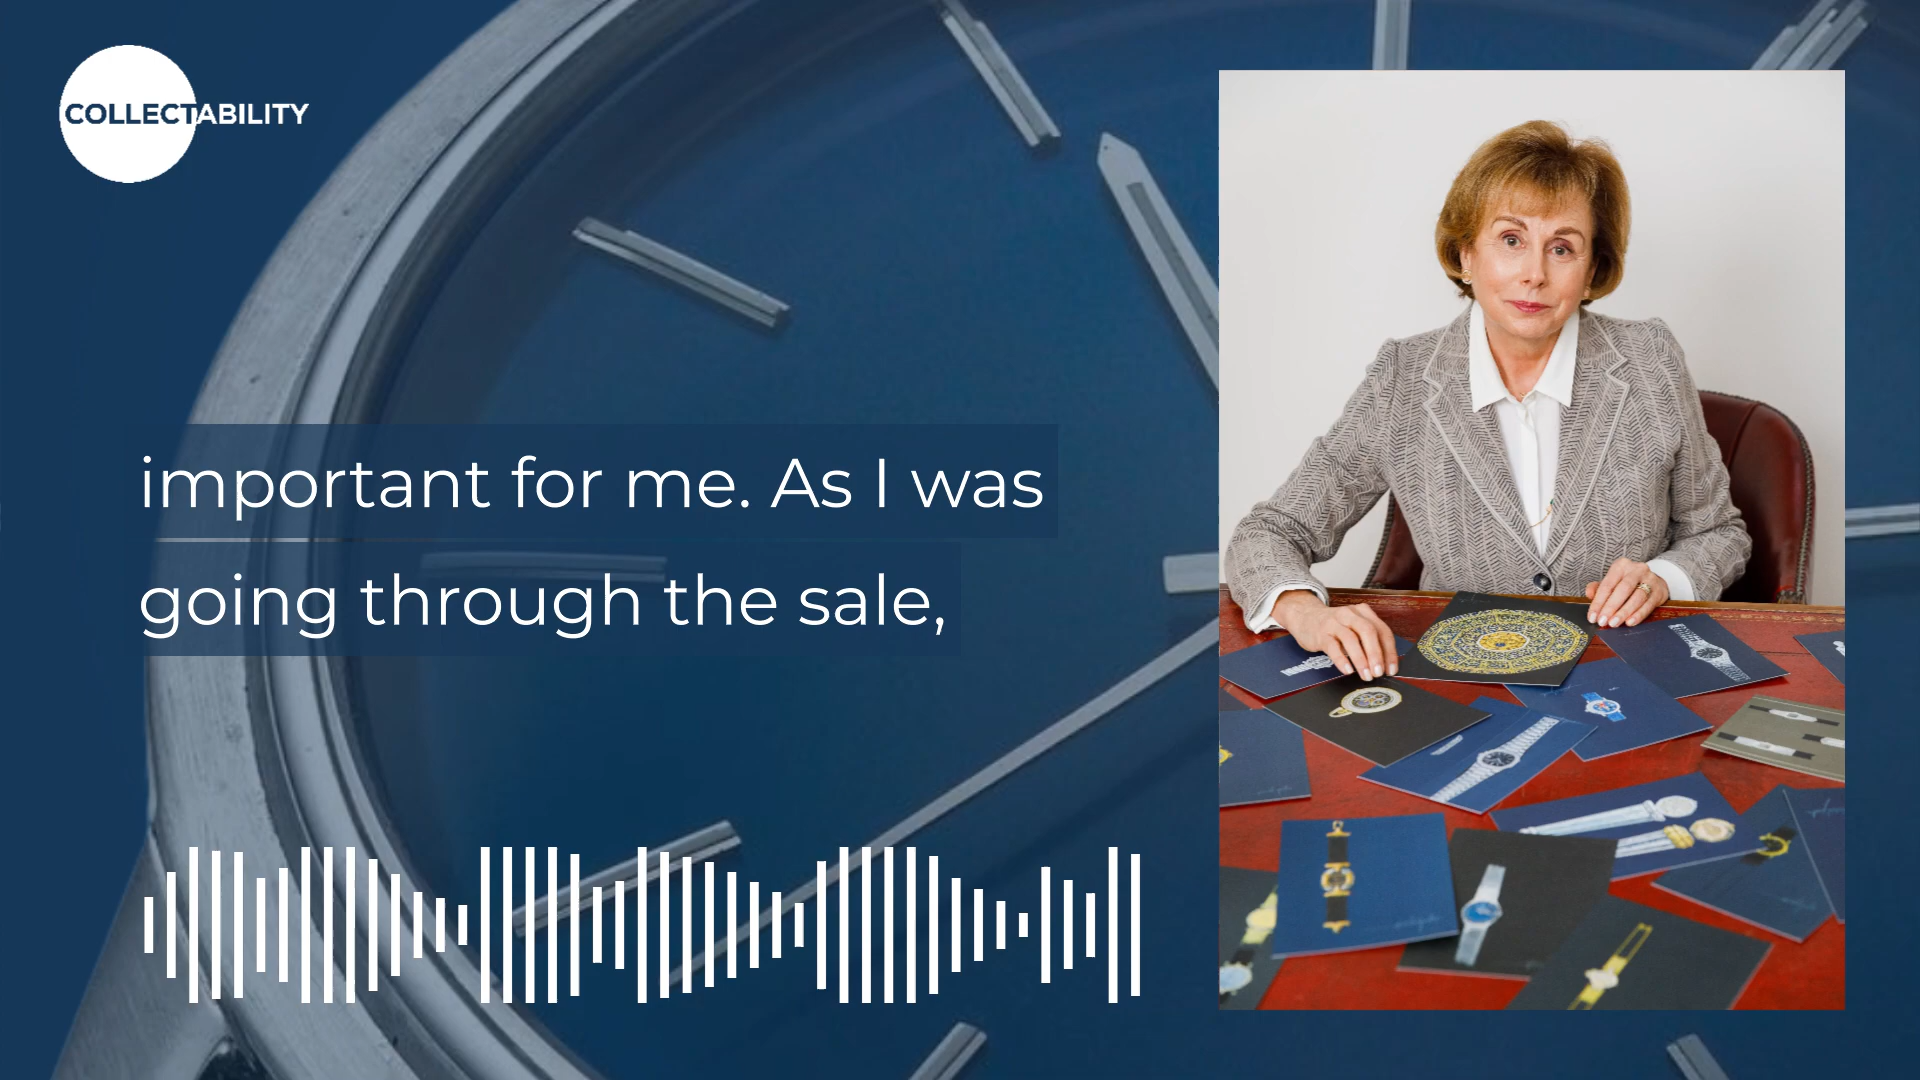 COLLECTABILITY
important for me. As I was
going through the sale,